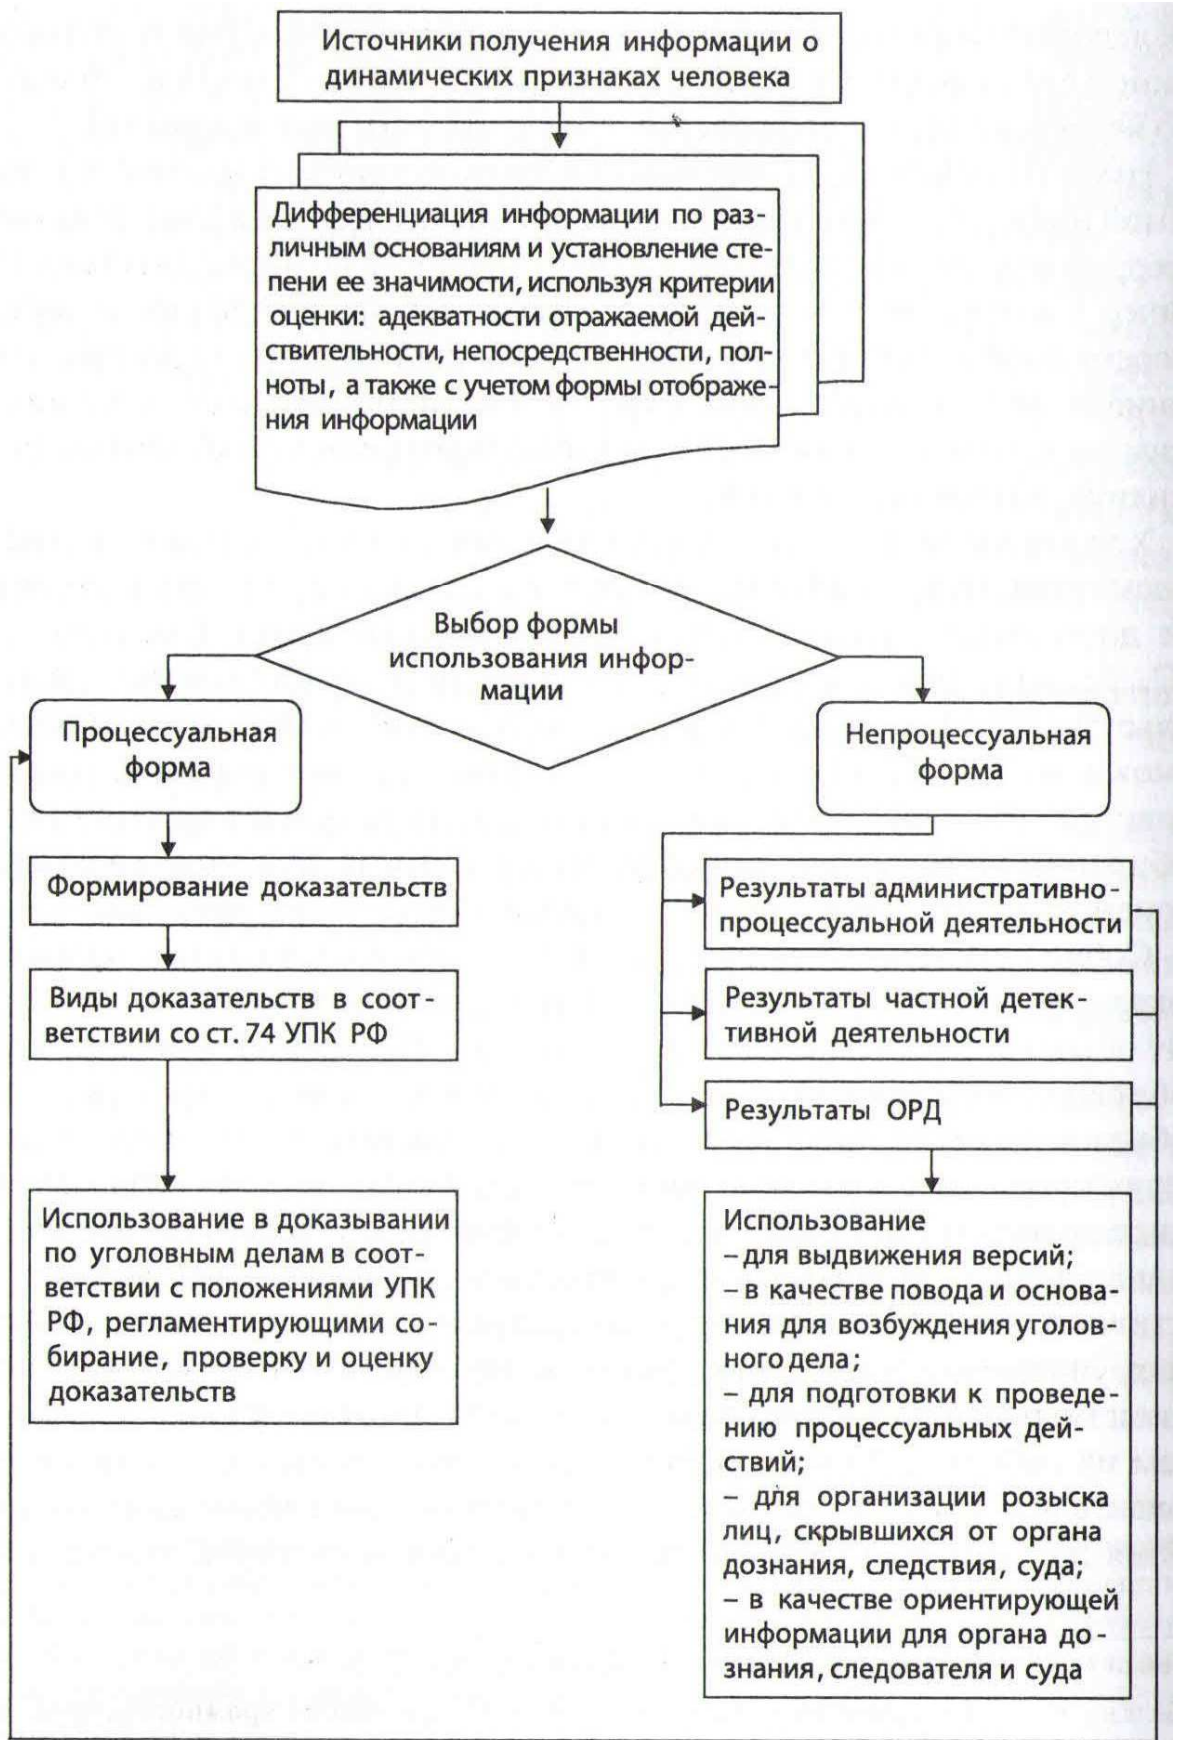 Источники получения информации о
динамических признаках человека
Дифференциация информации по раз-
личным основаниям и установление сте-
пени ее значимости, используя критерии
оценки: адекватности отражаемой дей-
ствительности, непосредственности, пол-
ноты, а также с учетом формы отображе-
ния информации
Выбор формы
использования инфор-
мации
Процессуальная
форма
Формирование доказательств
Виды доказательств в соот-
ветствии со ст. 74 УПК РФ
Использование в доказывании
по уголовным делам в соот-
ветствии с положениями УПК
РФ, регламентирующими со-
бирание, проверку и оценку
доказательств
Непроцессуальная
форма
Результаты административно-
процессуальной деятельности
Результаты частной детек-
тивной деятельности
Результаты ОРД
Использование
– для выдвижения версий;
– в качестве повода и основа-
ния для возбуждения уголов-
ного дела;
– для подготовки к проведе-
нию процессуальных дей-
ствий;
– для организации розыска
лиц, скрывшихся от органа
дознания, следствия, суда;
– в качестве ориентирующей
информации для органа до-
знания, следователя и суда